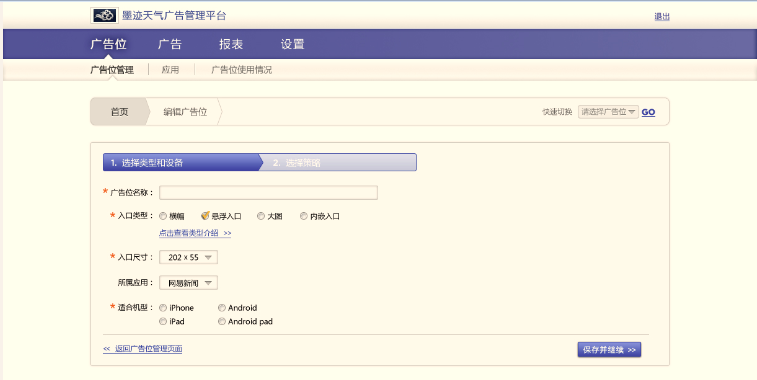 墨迹天气广告管理平台 退出
广告位 广告 报表 设置
广告位管理 应用 广告位使用情况
首页 编辑广告位 快速切换: 请选择广告位 GO
1. 选择类型和设备 2. 选择策略
* 广告位名称:
* 入口类型: 横幅 悬浮入口 大图 内嵌入口
点击查看类型介绍 >>
* 入口尺寸: 202 x 55
所属应用: 网易新闻
* 适合机型: iPhone Android
iPad Android pad
<< 返回广告位管理页面 保存并继续 >>